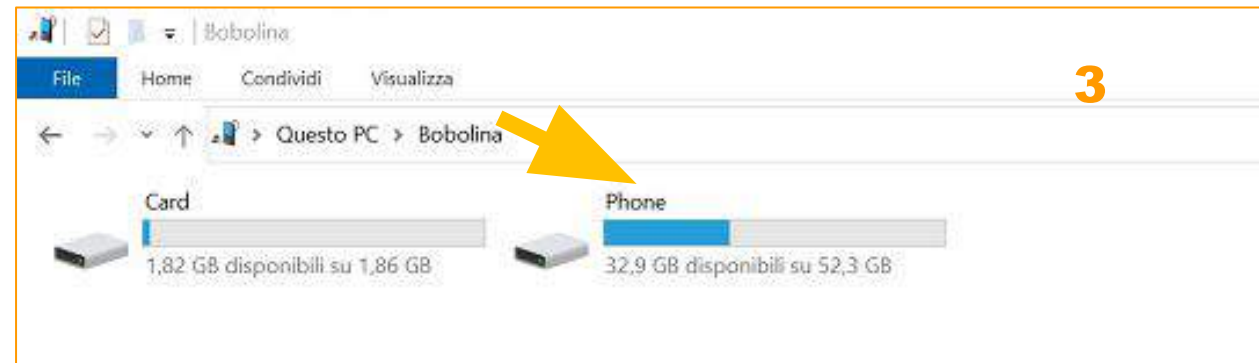 Bobolina
File Home Condividi Visualizza
3
Questo PC > Bobolina
Card
1,82 GB disponibili su 1,86 GB
Phone
32,9 GB disponibili su 52,3 GB